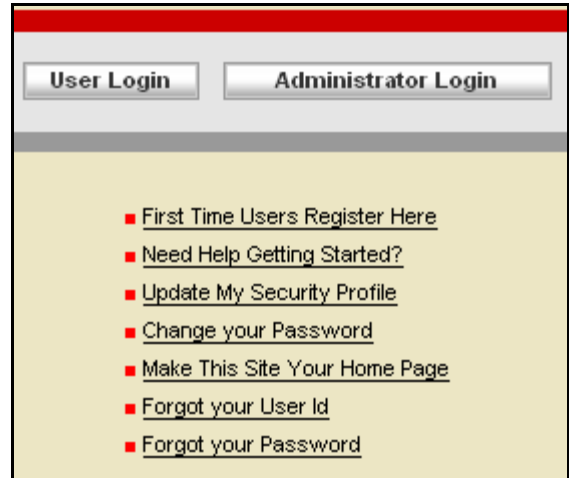 User Login Administrator Login
First Time Users Register Here
Need Help Getting Started?
Update My Security Profile
Change your Password
Make This Site Your Home Page
Forgot your User Id
Forgot your Password